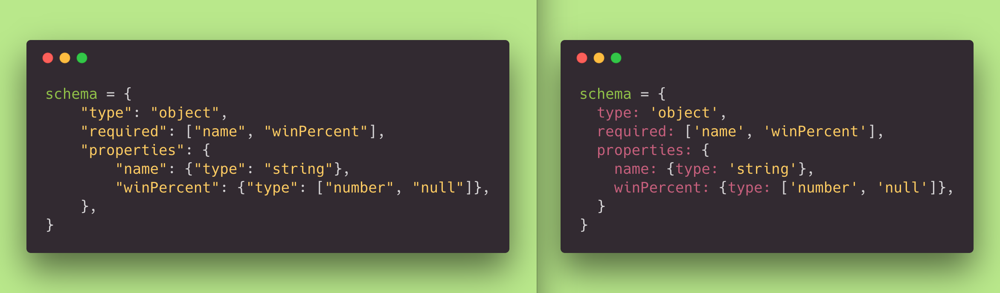 schema = {
    "type": "object",
    "required": ["name", "winPercent"],
    "properties": {
        "name": {"type": "string"},
        "winPercent": {"type": ["number", "null"]},
    },
}
schema = {
  type: 'object',
  required: ['name', 'winPercent'],
  properties: {
    name: {type: 'string'},
    winPercent: {type: ['number', 'null']},
  }
}